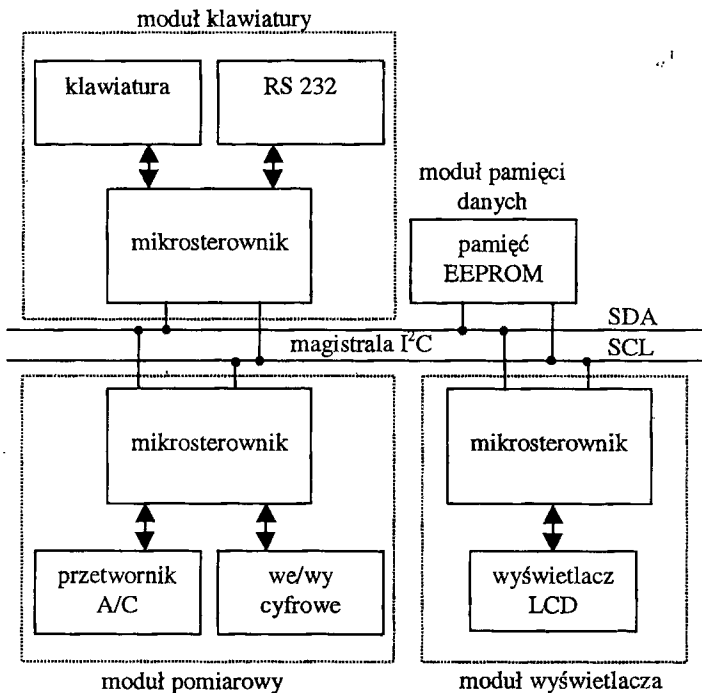 moduł klawiatury
klawiatura
RS 232
mikrosterownik
moduł pamięci
danych
pamięć
EEPROM
SDA
magistrala I²C
SCL
mikrosterownik
mikrosterownik
przetwornik
A/C
we/wy
cyfrowe
wyświetlacz
LCD
moduł pomiarowy
moduł wyświetlacza